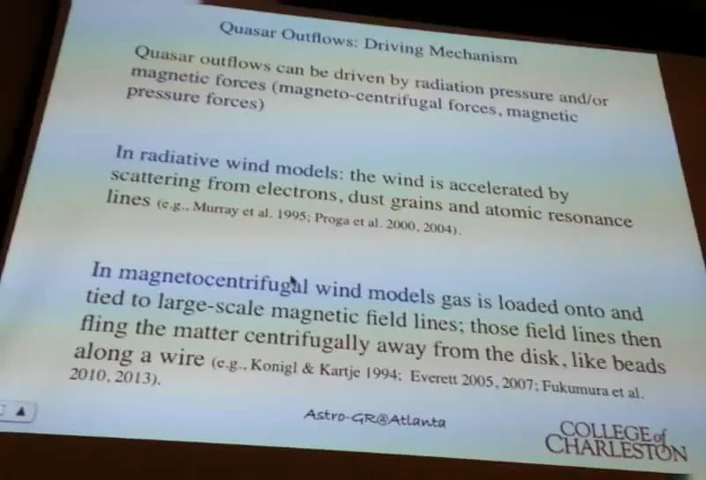 Quasar Outflows: Driving Mechanism
Quasar outflows can be driven by radiation pressure and/or
magnetic forces (magneto-centrifugal forces, magnetic
pressure forces)
In radiative wind models: the wind is accelerated by
scattering from electrons, dust grains and atomic resonance
lines (e.g., Murray et al. 1995; Proga et al. 2000, 2004).
In magnetocentrifugal wind models gas is loaded onto and
tied to large-scale magnetic field lines; those field lines then
fling the matter centrifugally away from the disk, like beads
along a wire (e.g., Konigl & Kartje 1994; Everett 2005, 2007; Fukumura et al.
2010, 2013).
Astro-GR@Atlanta
COLLEGE of
CHARLESTON